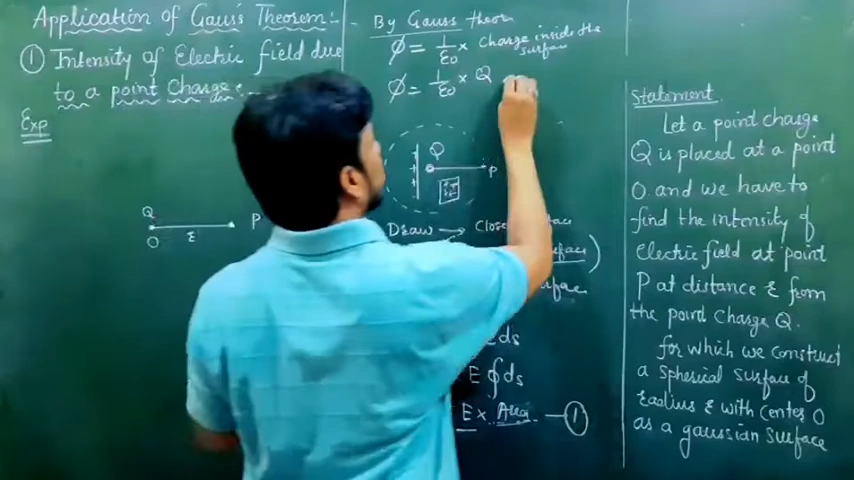 Application of Gauss' Theorem:-
① Intensity of Electric field due
to a point charge:
Exp
Q
O r P
By Gauss theorem
φ = 1/ε0 × charge inside the
surface
φ = 1/ε0 × Q
Q
P
Draw → Close
surface
E ∮ ds
E × Area — ①
Statement
Let a point charge
Q is placed at a point
O and we have to
find the intensity of
Electric field at point
P at distance r from
the point charge Q.
for which we construct
a spherical surface of
radius r with center O
as a gaussian surface